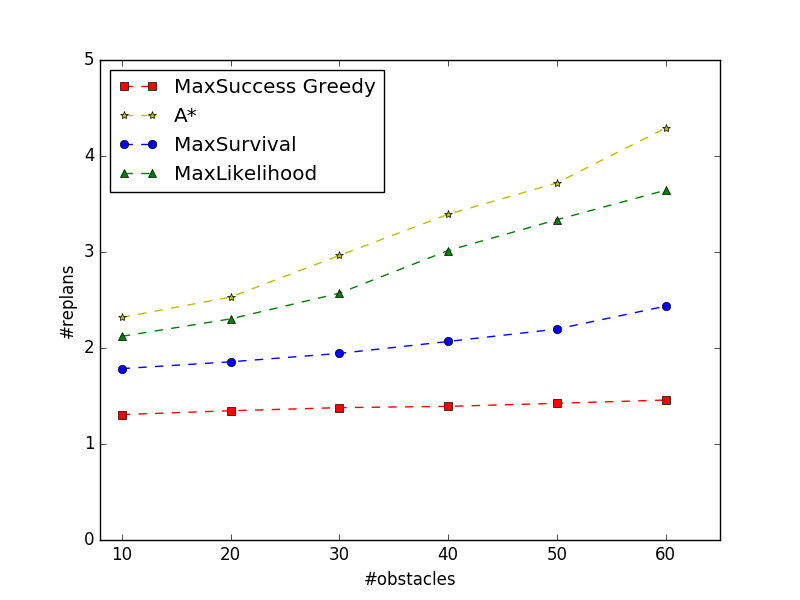 5
4
3
2
1
0
#replans
MaxSuccess Greedy
A*
MaxSurvival
MaxLikelihood
10 20 30 40 50 60
#obstacles